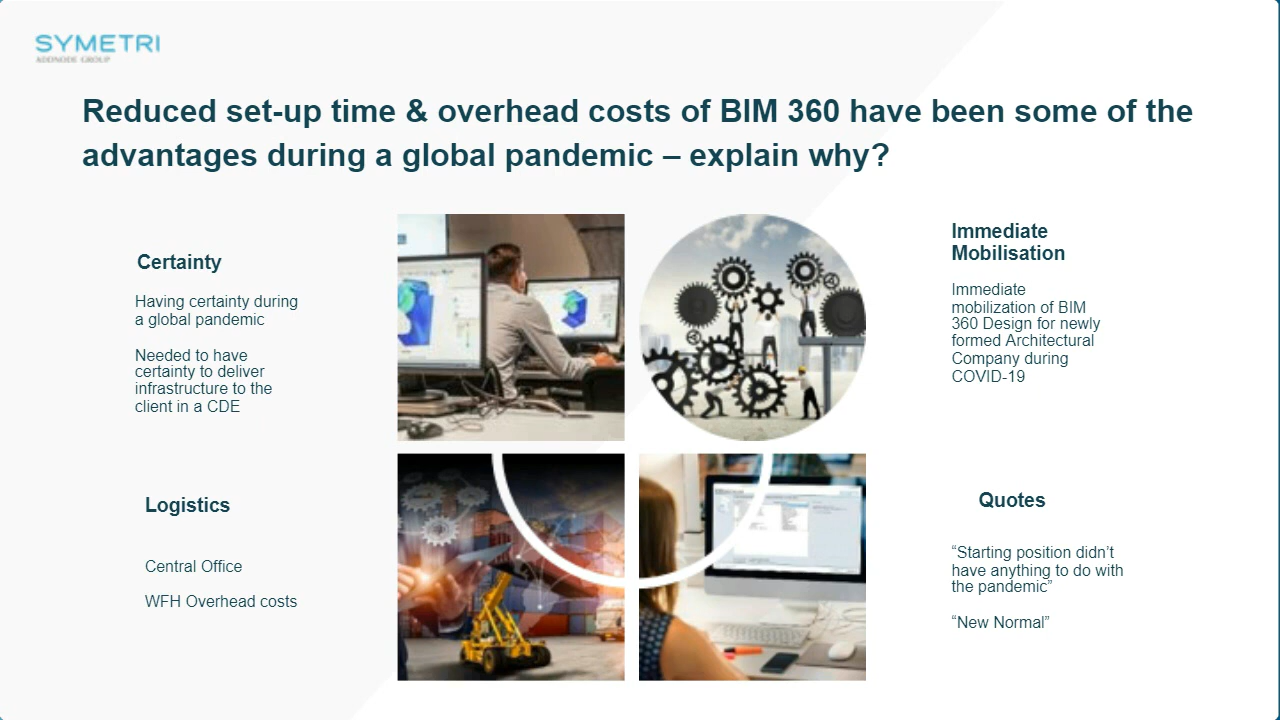 SYMETRI
ADDNODE GROUP
Reduced set-up time & overhead costs of BIM 360 have been some of the
advantages during a global pandemic – explain why?
Certainty
Having certainty during
a global pandemic
Needed to have
certainty to deliver
infrastructure to the
client in a CDE
Immediate
Mobilisation
Immediate
mobilization of BIM
360 Design for newly
formed Architectural
Company during
COVID-19
Logistics
Central Office
WFH Overhead costs
Quotes
“Starting position didn’t
have anything to do with
the pandemic”
“New Normal”